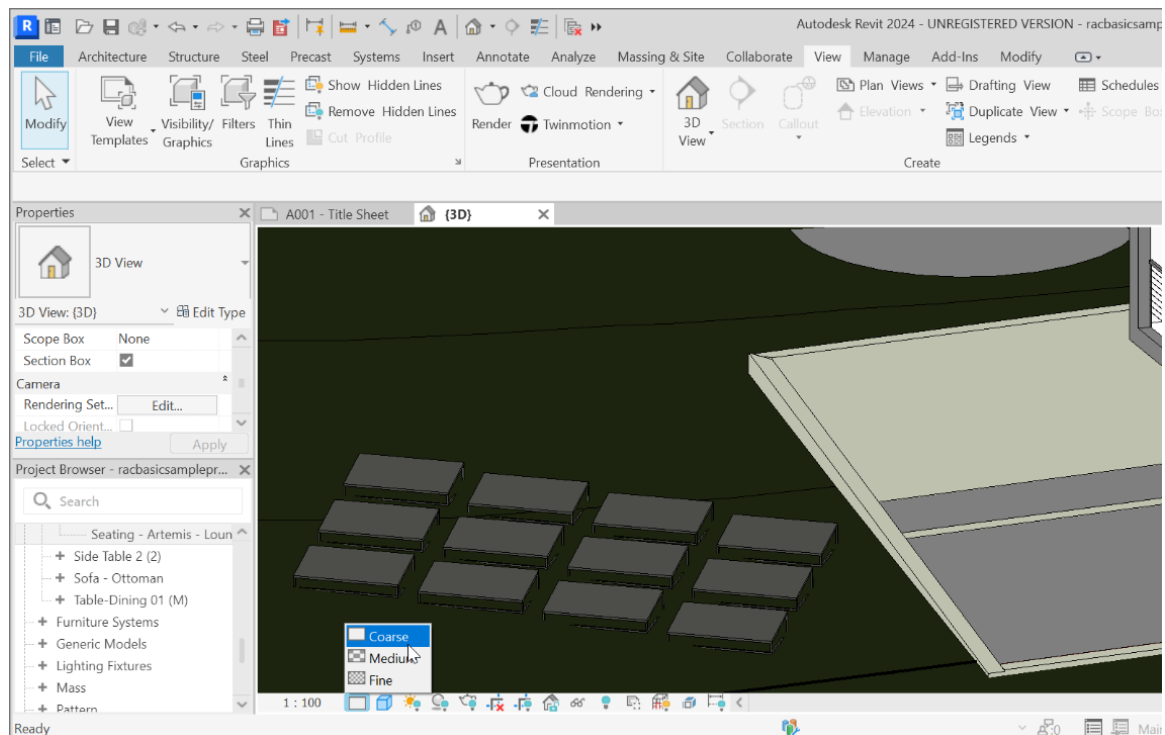 Autodesk Revit 2024 - UNREGISTERED VERSION - racbasicsamp
File Architecture Structure Steel Precast Systems Insert Annotate Analyze Massing & Site Collaborate View Manage Add-Ins Modify
Modify
View Templates
Visibility/ Graphics
Filters
Thin Lines
Show Hidden Lines
Remove Hidden Lines
Cut Profile
Render
Cloud Rendering
Twinmotion
3D View
Section
Callout
Plan Views
Elevation
Drafting View
Duplicate View
Legends
Schedules
Scope Bo
Select
Graphics
Presentation
Create
Properties
A001 - Title Sheet
{3D}
3D View
3D View: {3D}
Edit Type
Scope Box None
Section Box
Camera
Rendering Set... Edit...
Locked Orient...
Properties help
Apply
Project Browser - racbasicsamplepr...
Search
Seating - Artemis - Loun
Side Table 2 (2)
Sofa - Ottoman
Table-Dining 01 (M)
Furniture Systems
Generic Models
Lighting Fixtures
Mass
Pattern
Coarse
Medium
Fine
1 : 100
Ready
:0
Main